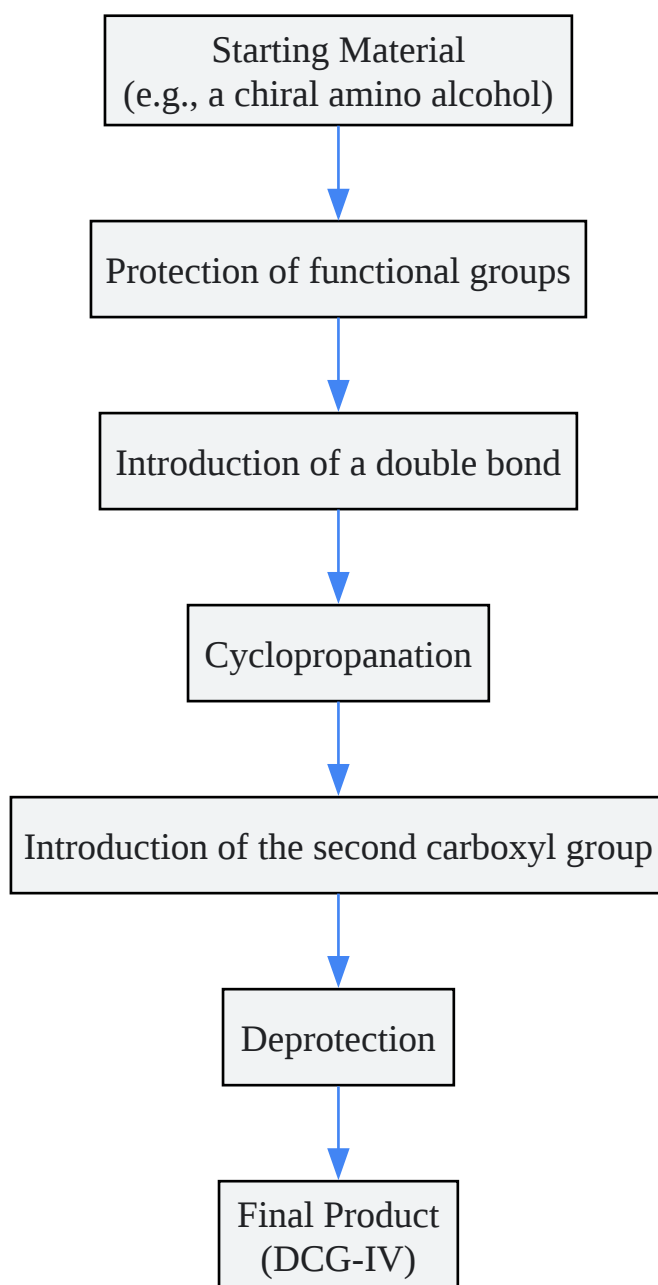 Starting Material
(e.g., a chiral amino alcohol)
Protection of functional groups
Introduction of a double bond
Cyclopropanation
Introduction of the second carboxyl group
Deprotection
Final Product
(DCG-IV)